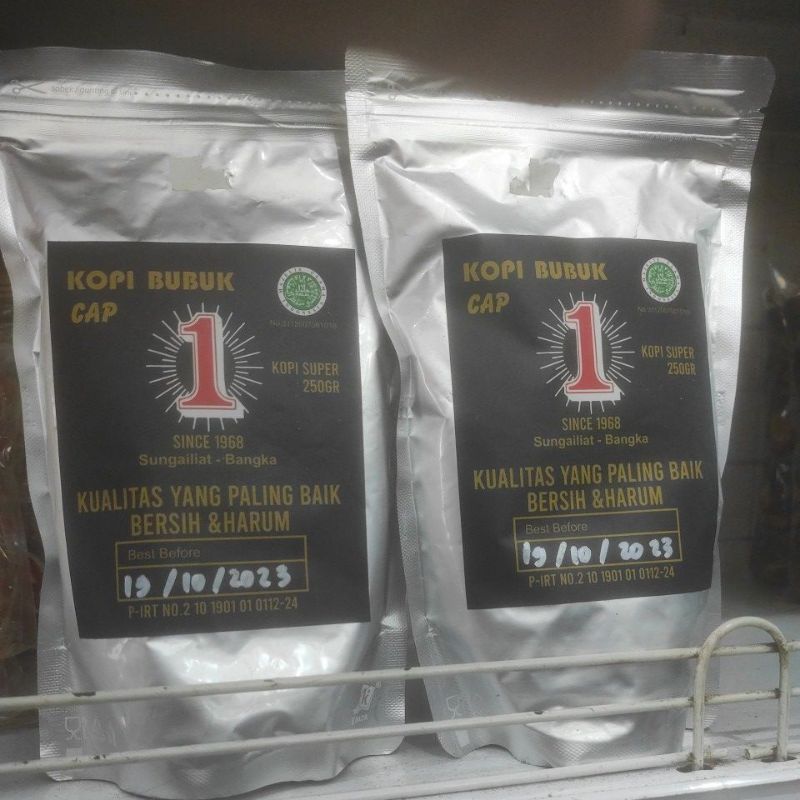 KOPI BUBUK
CAP
1
KOPI SUPER
250GR
SINCE 1968
Sungailiat - Bangka
KUALITAS YANG PALING BAIK
BERSIH &HARUM
Best Before
19/10/2023
P-IRT NO.2 10 1901 01 0112-24
KOPI BUBUK
CAP
1
KOPI SUPER
250GR
SINCE 1968
Sungailiat - Bangka
KUALITAS YANG PALING BAIK
BERSIH &HARUM
Best Before
19/10/2023
P-IRT NO.2 10 1901 01 0112-24